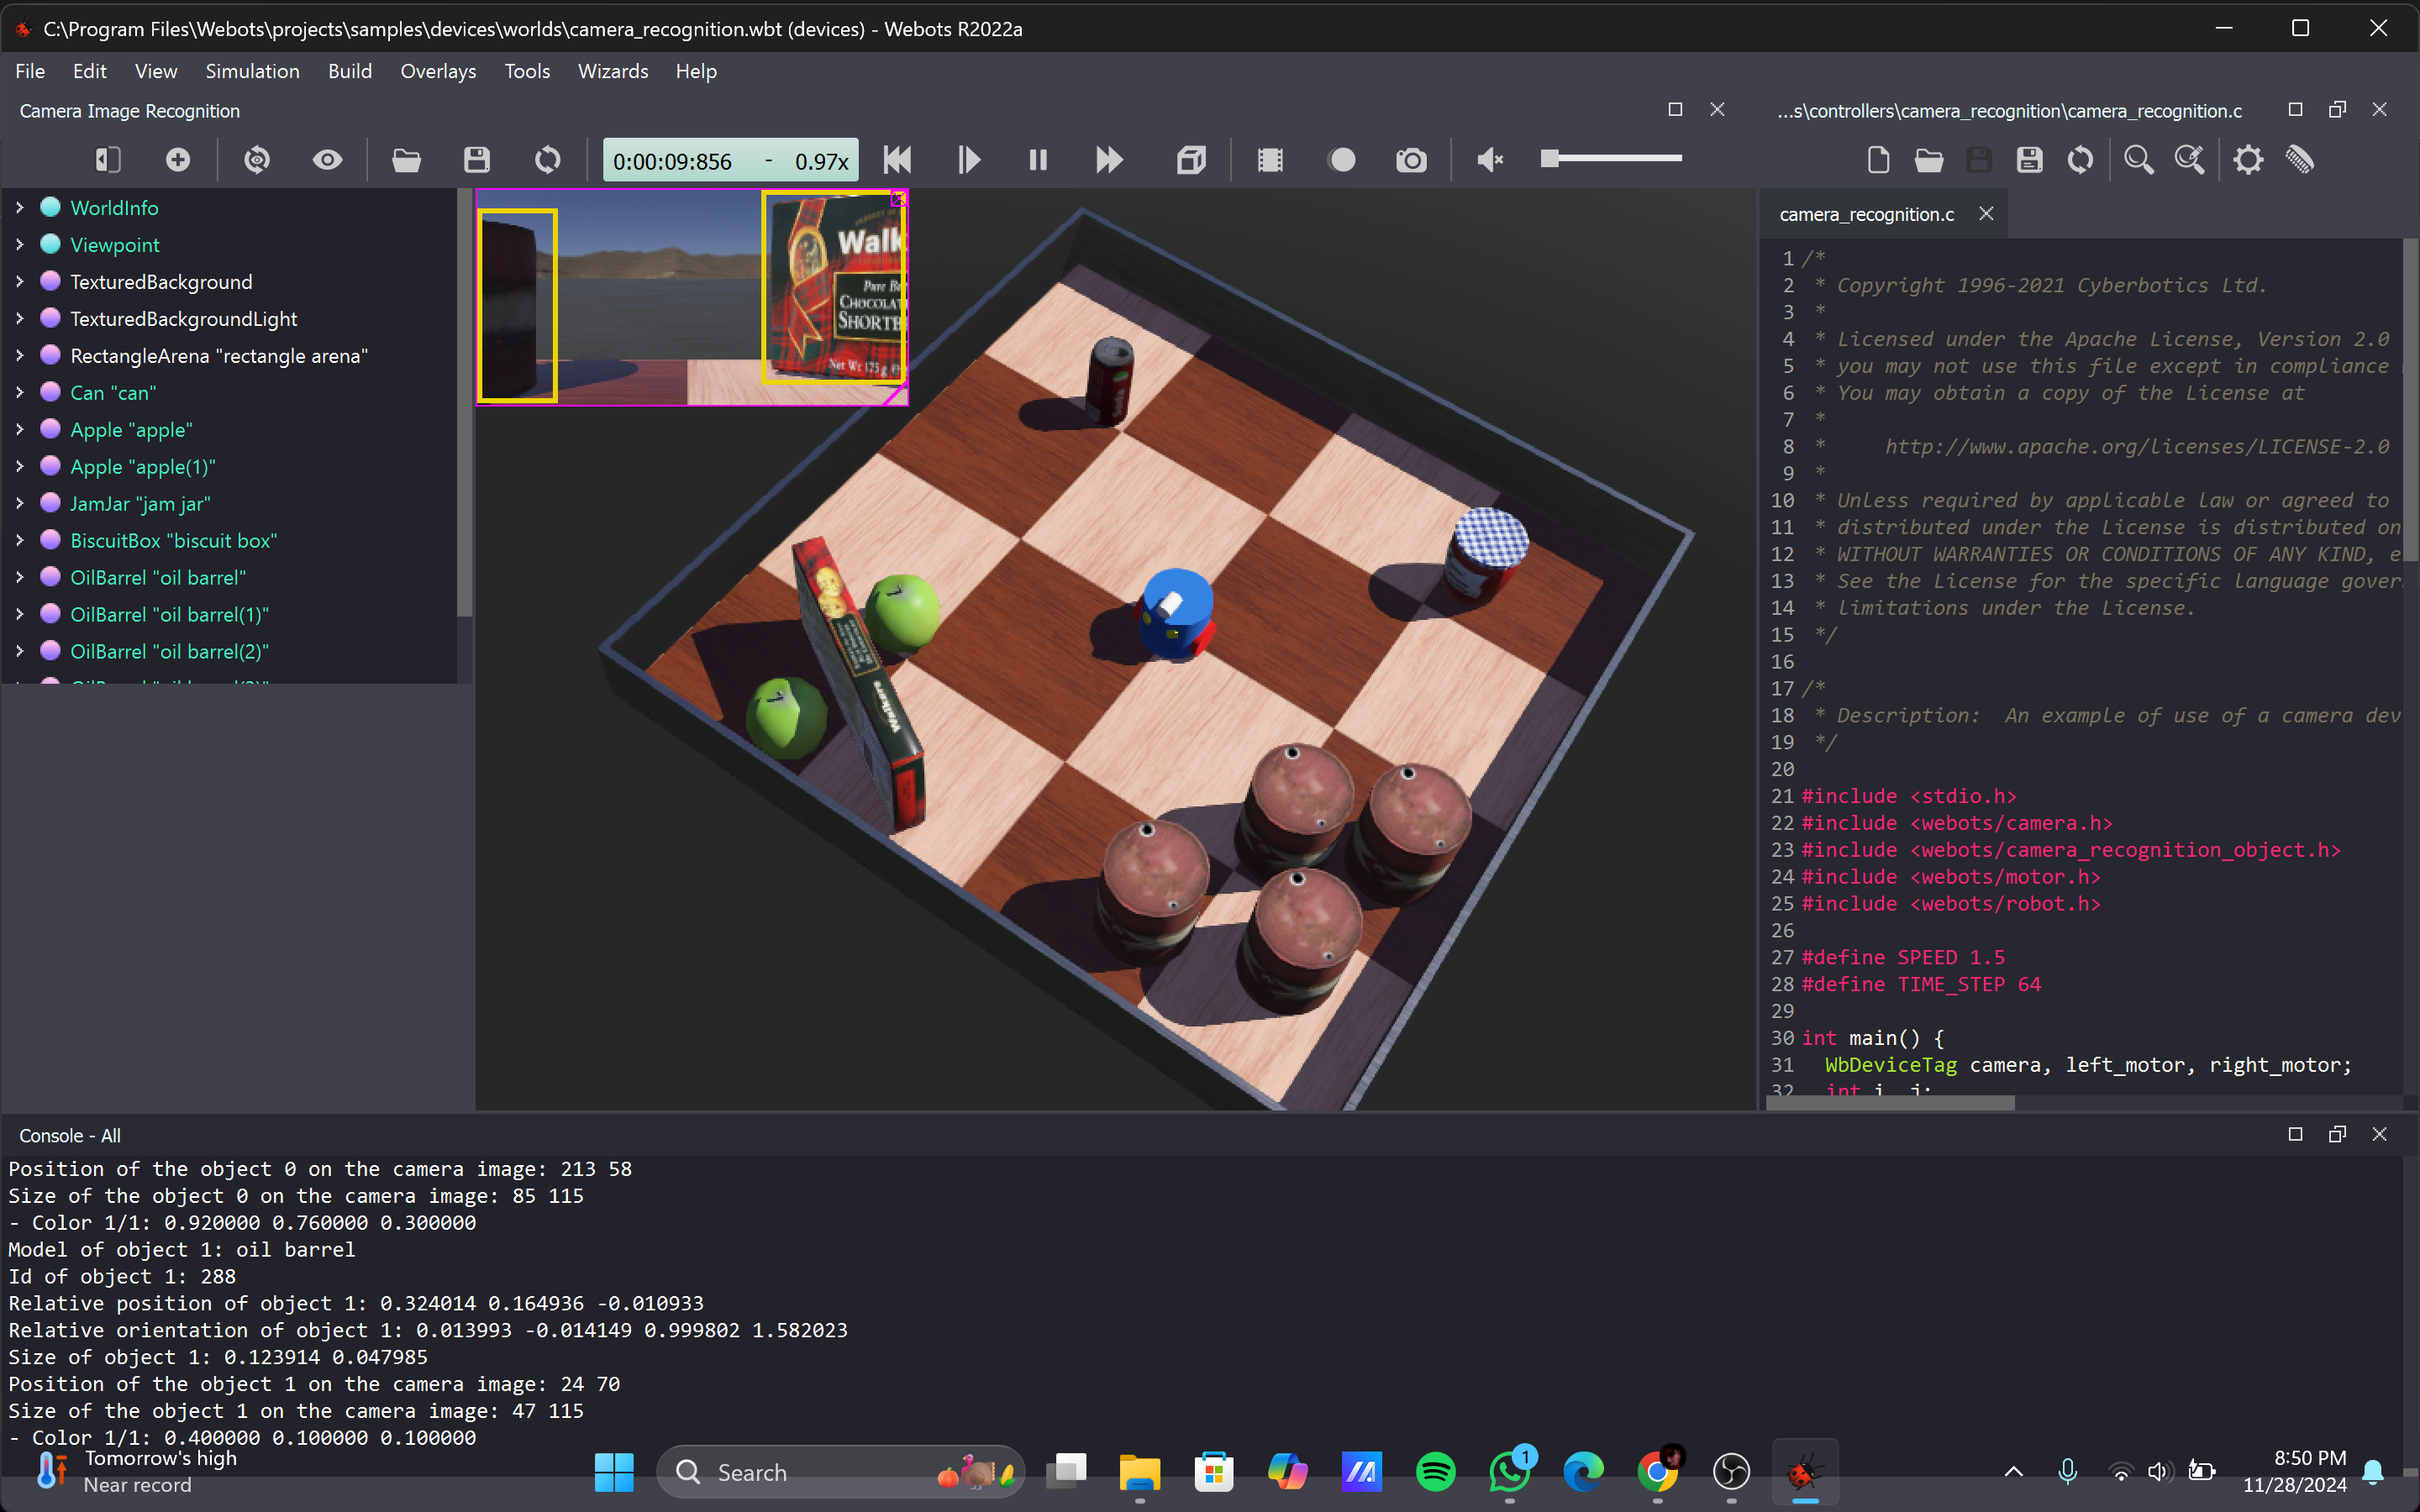 C:\Program Files\Webots\projects\samples\devices\worlds\camera_recognition.wbt (devices) - Webots R2022a
File Edit View Simulation Build Overlays Tools Wizards Help
Camera Image Recognition
...s\controllers\camera_recognition\camera_recognition.c
0:00:09:856 - 0.97x
WorldInfo
Viewpoint
TexturedBackground
TexturedBackgroundLight
RectangleArena "rectangle arena"
Can "can"
Apple "apple"
Apple "apple(1)"
JamJar "jam jar"
BiscuitBox "biscuit box"
OilBarrel "oil barrel"
OilBarrel "oil barrel(1)"
OilBarrel "oil barrel(2)"
Walk
Pure Bu
CHOCOLAT
SHORTB
Net Wt 175 g
Soda
Walkers
camera_recognition.c
1 /*
2 * Copyright 1996-2021 Cyberbotics Ltd.
3 *
4 * Licensed under the Apache License, Version 2.0
5 * you may not use this file except in compliance
6 * You may obtain a copy of the License at
7 *
8 * http://www.apache.org/licenses/LICENSE-2.0
9 *
10 * Unless required by applicable law or agreed to
11 * distributed under the License is distributed on
12 * WITHOUT WARRANTIES OR CONDITIONS OF ANY KIND, e
13 * See the License for the specific language gover
14 * limitations under the License.
15 */
16
17 /*
18 * Description: An example of use of a camera dev
19 */
20
21 #include <stdio.h>
22 #include <webots/camera.h>
23 #include <webots/camera_recognition_object.h>
24 #include <webots/motor.h>
25 #include <webots/robot.h>
26
27 #define SPEED 1.5
28 #define TIME_STEP 64
29
30 int main() {
31 WbDeviceTag camera, left_motor, right_motor;
32 int i, j;
Console - All
Position of the object 0 on the camera image: 213 58
Size of the object 0 on the camera image: 85 115
- Color 1/1: 0.920000 0.760000 0.300000
Model of object 1: oil barrel
Id of object 1: 288
Relative position of object 1: 0.324014 0.164936 -0.010933
Relative orientation of object 1: 0.013993 -0.014149 0.999802 1.582023
Size of object 1: 0.123914 0.047985
Position of the object 1 on the camera image: 24 70
Size of the object 1 on the camera image: 47 115
- Color 1/1: 0.400000 0.100000 0.100000
Tomorrow's high
Near record
Search
1
8:50 PM
11/28/2024